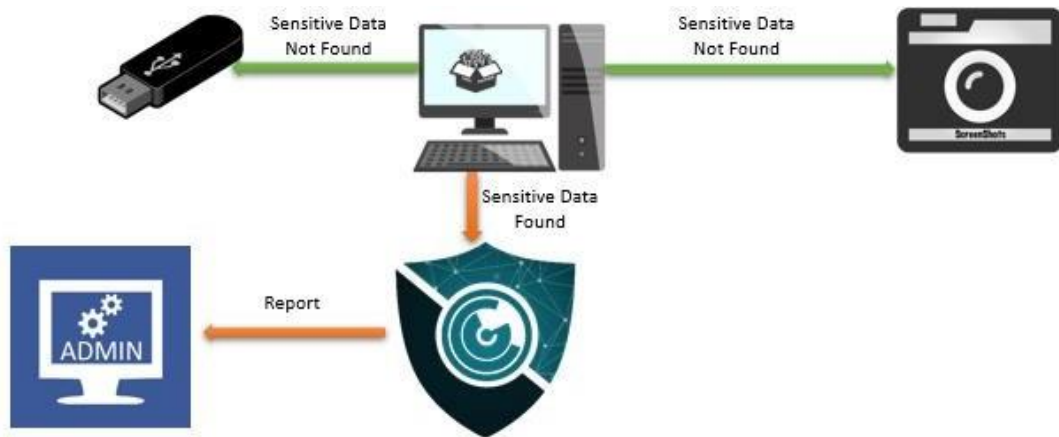 Sensitive Data
Not Found
Sensitive Data
Not Found
ScreenShots
Sensitive Data
Found
Report
ADMIN